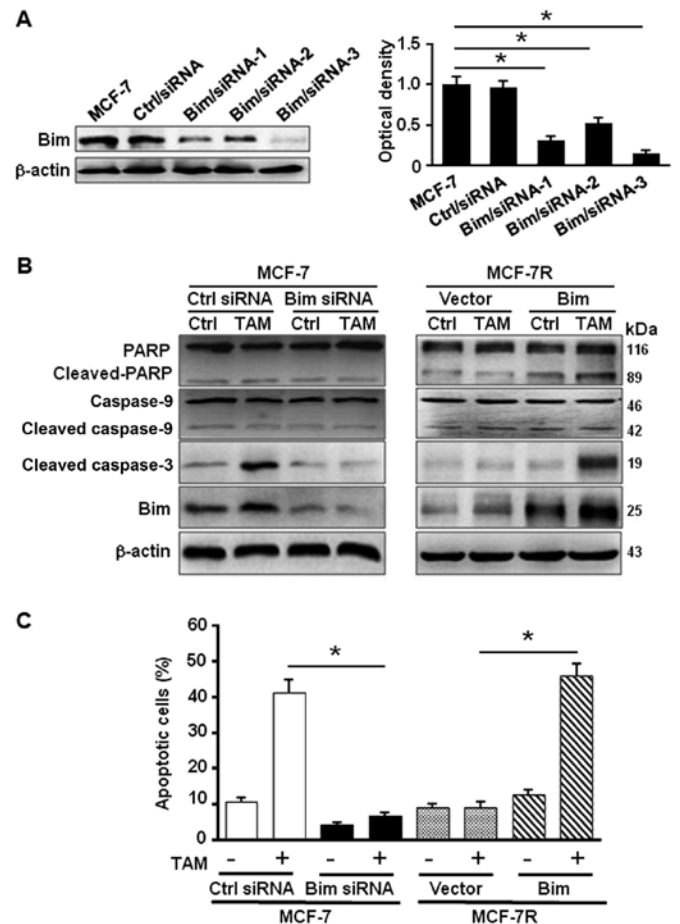 A
MCF-7
Ctrl/siRNA
Bim/siRNA-1
Bim/siRNA-2
Bim/siRNA-3
Bim
β-actin
Optical density
1.5
1.0
0.5
0
*
*
*
MCF-7
Ctrl/siRNA
Bim/siRNA-1
Bim/siRNA-2
Bim/siRNA-3
B
MCF-7
MCF-7R
Ctrl siRNA Bim siRNA
Vector Bim
Ctrl TAM Ctrl TAM
Ctrl TAM Ctrl TAM kDa
PARP 116
Cleaved-PARP 89
Caspase-9 46
Cleaved caspase-9 42
Cleaved caspase-3 19
Bim 25
β-actin 43
C
Apoptotic cells (%)
60
50
40
30
20
10
0
*
*
TAM - + - + - + - +
Ctrl siRNA Bim siRNA Vector Bim
MCF-7 MCF-7R